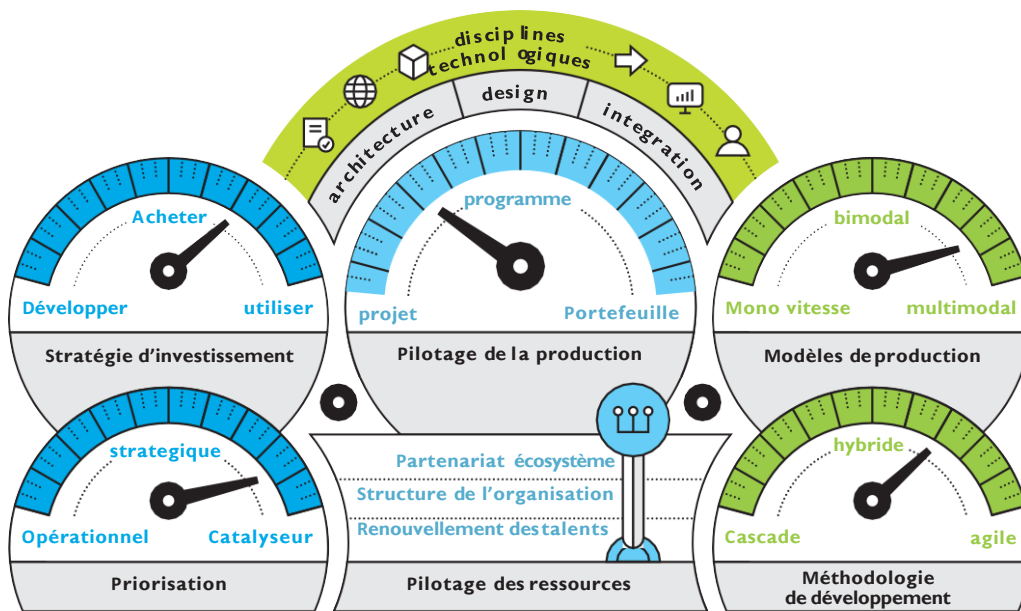 disciplines
technologiques
architecture
design
integration
Acheter
Développer
utiliser
Stratégie d'investissement
programme
projet
Portefeuille
Pilotage de la production
bimodal
Mono vitesse
multimodal
Modèles de production
strategique
Opérationnel
Catalyseur
Priorisation
Partenariat écosystème
Structure de l'organisation
Renouvellement des talents
Pilotage des ressources
hybride
Cascade
agile
Méthodologie
de développement